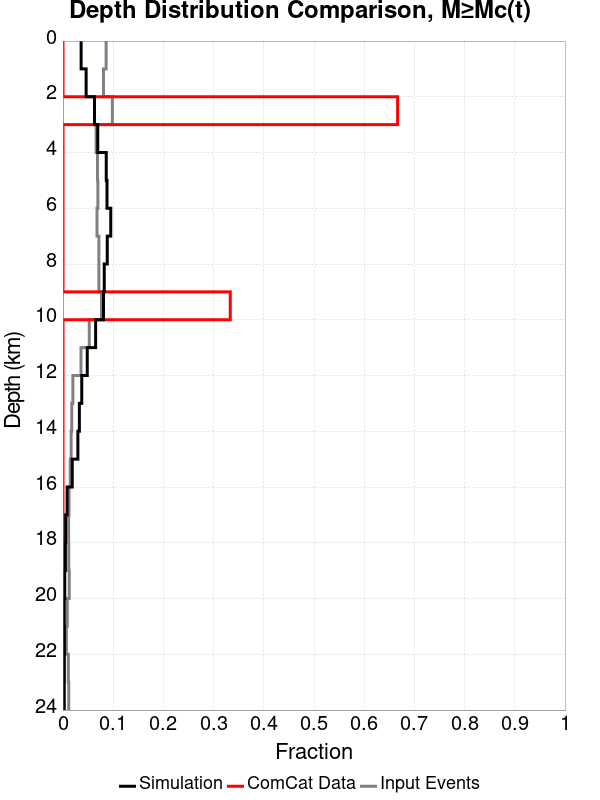 Depth Distribution Comparison, M≥Mc(t)
0
2
4
6
8
10
12
14
16
18
20
22
24
Depth (km)
0 0.1 0.2 0.3 0.4 0.5 0.6 0.7 0.8 0.9 1
Fraction
Simulation ComCat Data Input Events